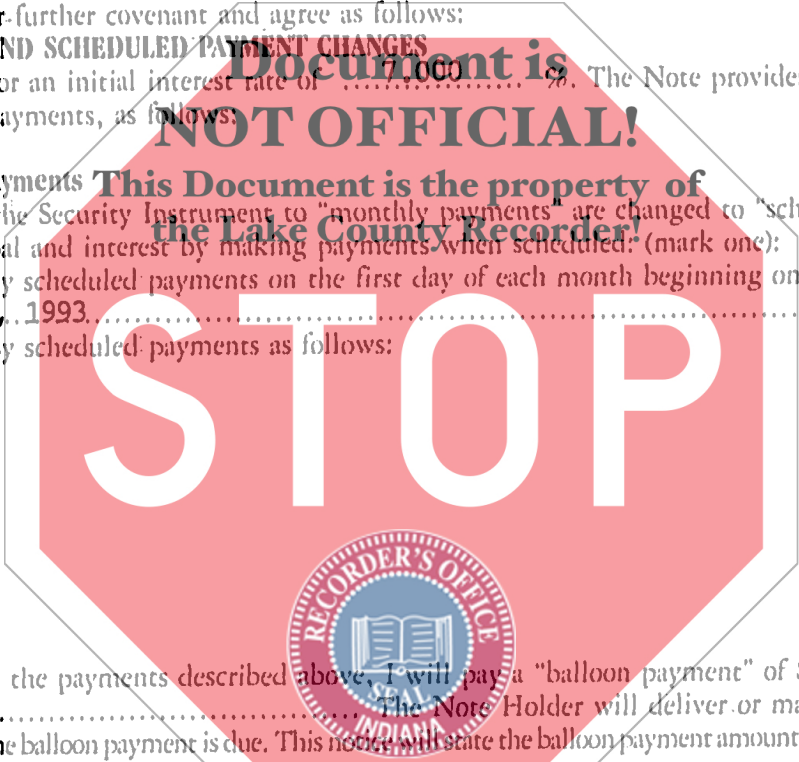 r further covenant and agree as follows:
ND SCHEDULED PAYMENT CHANGES
or an initial interest rate of ....7.000.... %. The Note provides
ayments, as follows:
yments
he Security Instrument to "monthly payments" are changed to "sch
al and interest by making payments when scheduled: (mark one):
y scheduled payments on the first day of each month beginning on
, 1993
y scheduled payments as follows:
Document is
NOT OFFICIAL!
This Document is the property of
the Lake County Recorder!
STOP
RECORDER'S OFFICE
SEAL
INDIANA
the payments described above, I will pay a "balloon payment" of $
The Note Holder will deliver or ma
e balloon payment is due. This notice will state the balloon payment amount